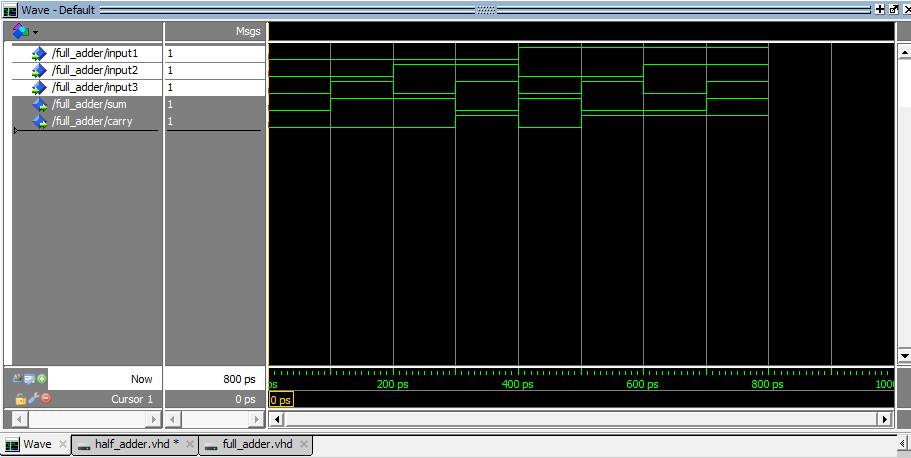 Wave - Default
Msgs
/full_adder/input1 1
/full_adder/input2 1
/full_adder/input3 1
/full_adder/sum 1
/full_adder/carry 1
Now 800 ps ps 200 ps 400 ps 600 ps 800 ps 1000
Cursor 1 0 ps 0 ps
Wave half_adder.vhd * full_adder.vhd